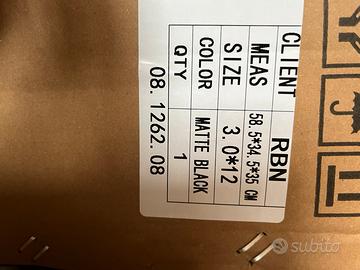 CLIENT RBN
MEAS 58.5*34.5*35 CM
SIZE 3.0*12
COLOR MATTE BLACK
QTY 1
08.1262.08
subito